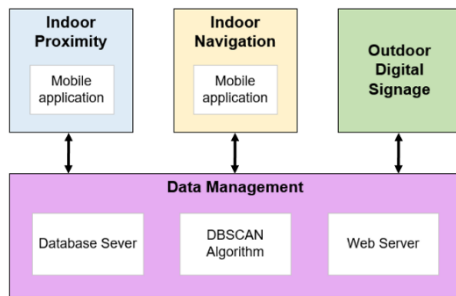 Indoor
Proximity
Mobile
application
Indoor
Navigation
Mobile
application
Outdoor
Digital
Signage
Data Management
Database Sever
DBSCAN
Algorithm
Web Server